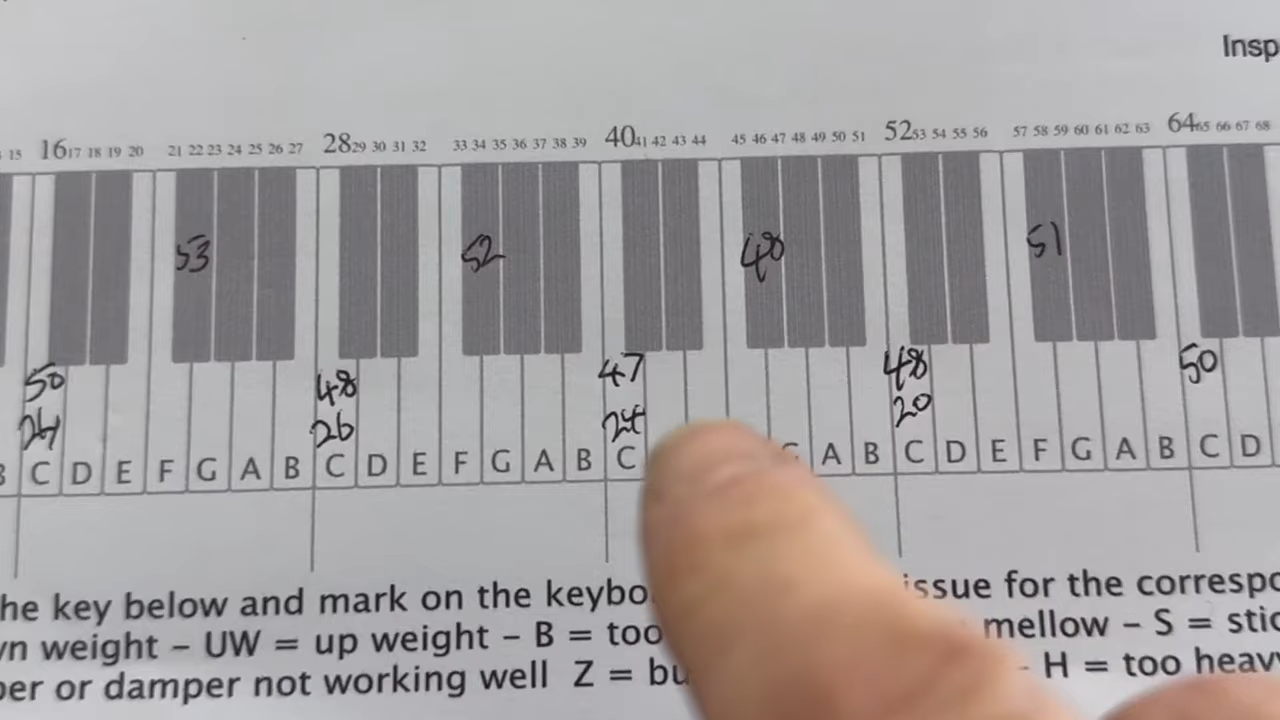 Insp
15 16 17 18 19 20 21 22 23 24 25 26 27 28 29 30 31 32 33 34 35 36 37 38 39 40 41 42 43 44 45 46 47 48 49 50 51 52 53 54 55 56 57 58 59 60 61 62 63 64 65 66 67 68
53 52 48 51
50 48 47 48 50
26 24 20
B C D E F G A B C D E F G A B C G A B C D E F G A B C D
he key below and mark on the keybo issue for the correspo
wn weight – UW = up weight – B = too mellow – S = stic
per or damper not working well Z = bu - H = too heavy